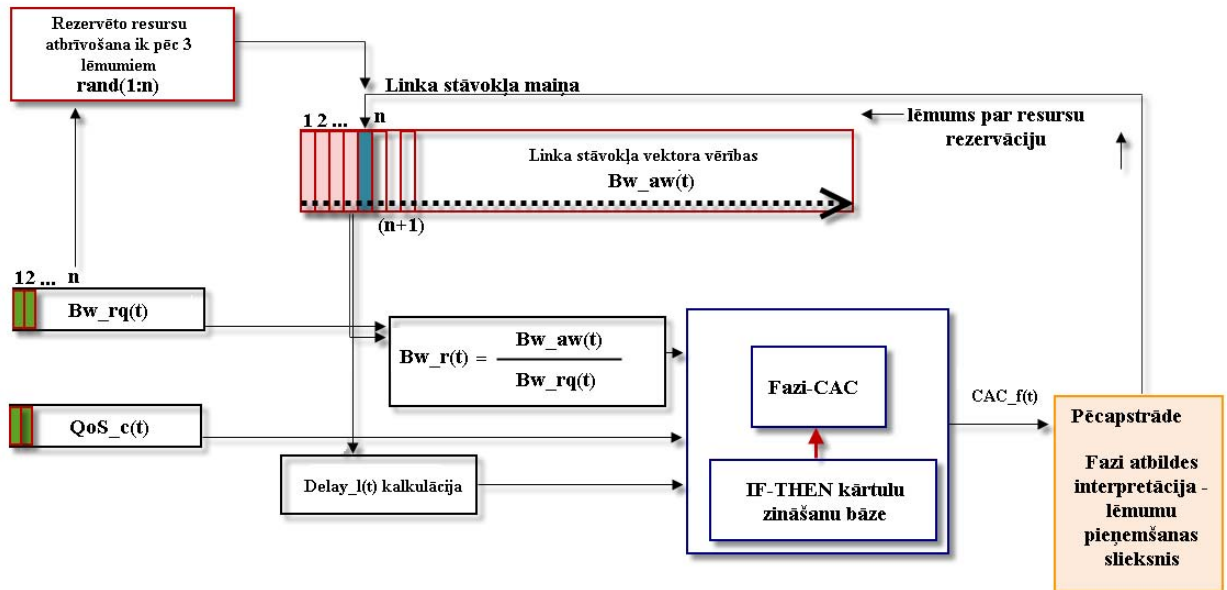 Rezervēto resursu
atbrīvošana ik pēc 3
lēmumiem
rand(1:n)
Linka stāvokļa maiņa
1 2 ... n
lēmums par resursu
rezervāciju
Linka stāvokļa vektora vērības
Bw_aw(t)
(n+1)
12 ... n
Bw_rq(t)
Bw_r(t) = Bw_aw(t)
Bw_rq(t)
Fazi-CAC
CAC_f(t)
QoS_c(t)
Pēcapstrāde
Fazi atbildes
interpretācija -
lēmumu
pieņemšanas
slieksnis
Delay_l(t) kalkulācija
IF-THEN kārtulu
zināšanu bāze